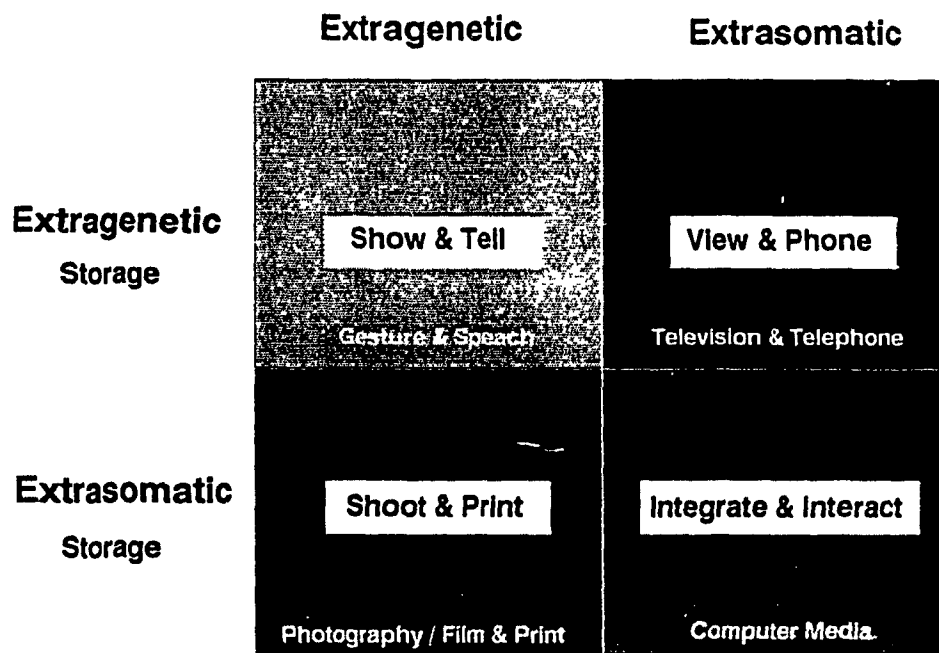 Extragenetic Extrasomatic
Extragenetic
Storage
Show & Tell
View & Phone
Gesture & Speach
Television & Telephone
Extrasomatic
Storage
Shoot & Print
Integrate & Interact
Photography / Film & Print
Computer Media